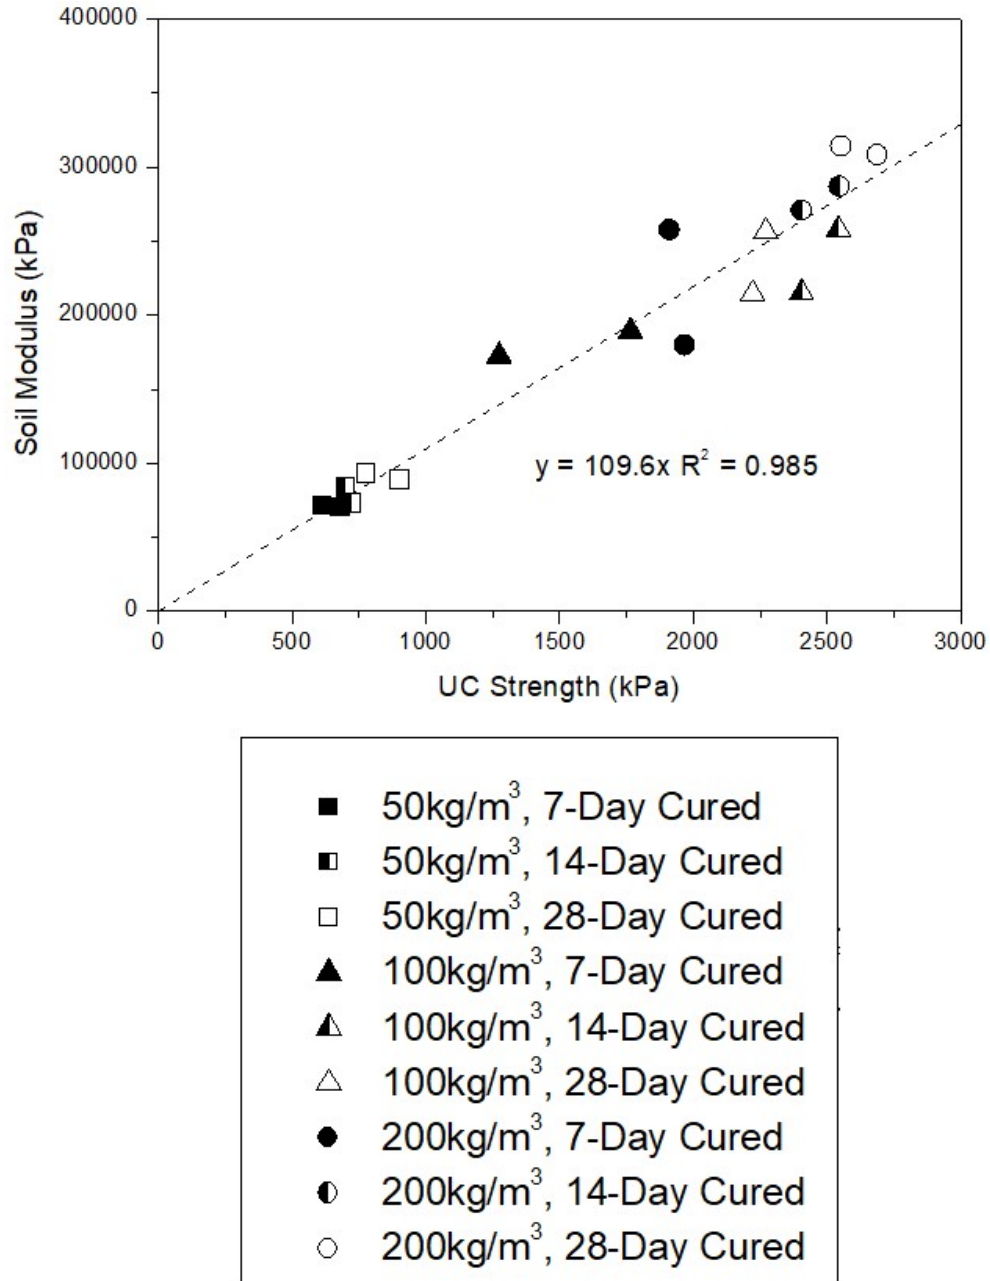 400000
300000
200000
100000
0
Soil Modulus (kPa)
y = 109.6x R² = 0.985
0 500 1000 1500 2000 2500 3000
UC Strength (kPa)
50kg/m³, 7-Day Cured
50kg/m³, 14-Day Cured
50kg/m³, 28-Day Cured
100kg/m³, 7-Day Cured
100kg/m³, 14-Day Cured
100kg/m³, 28-Day Cured
200kg/m³, 7-Day Cured
200kg/m³, 14-Day Cured
200kg/m³, 28-Day Cured